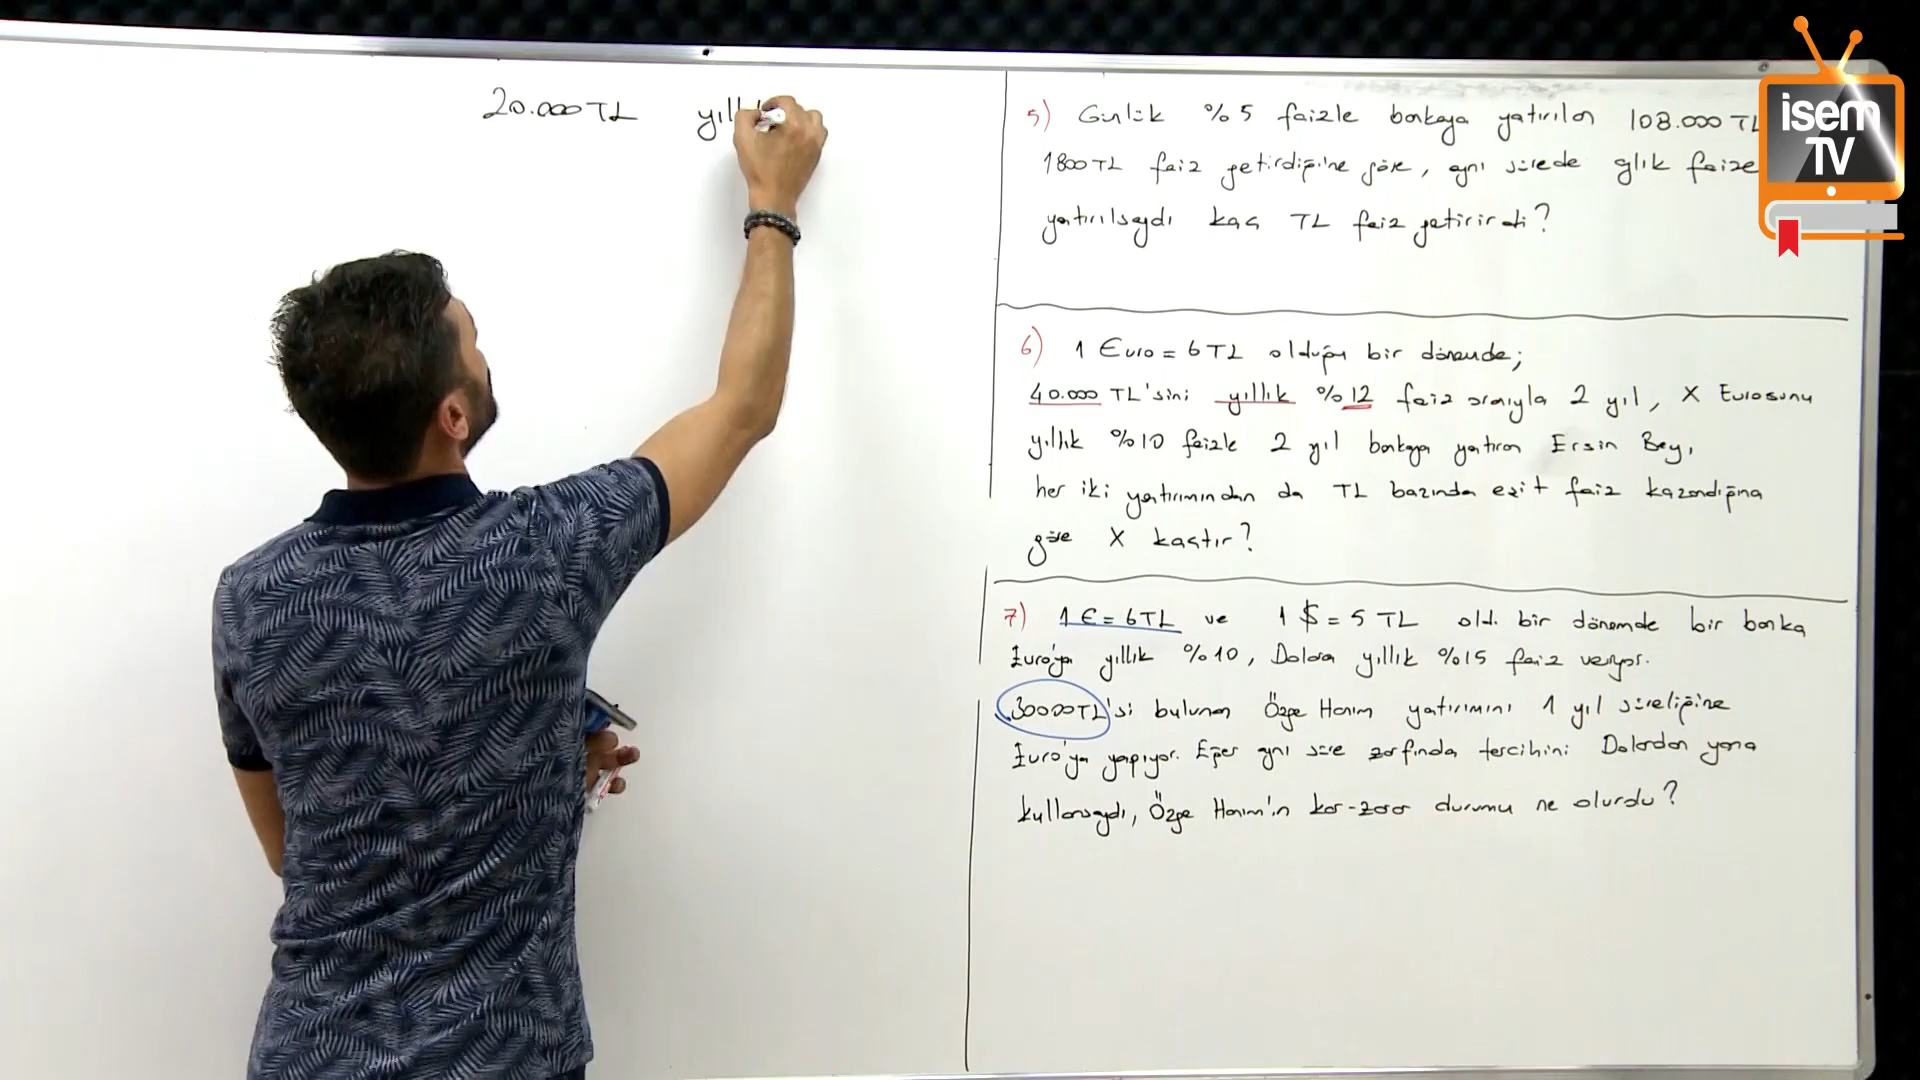 20.000 TL yıll
5) Günlük %5 faizle bankaya yatırılan 108.000 TL
1800 TL faiz getirdiğine göre, aynı sürede aylık faize
yatırılsaydı kaç TL faiz getirirdi?
6) 1 Euro = 6 TL olduğu bir dönemde;
40.000 TL'sini yıllık %12 faiz oranıyla 2 yıl, X Eurosunu
yıllık %10 faizle 2 yıl bankaya yatıran Ersin Bey,
her iki yatırımından da TL bazında eşit faiz kazandığına
göre X kaçtır?
7) 1 € = 6 TL ve 1 $ = 5 TL old. bir dönemde bir banka
Euro'ya yıllık %10, Dolara yıllık %15 faiz veriyor.
30000TL'si bulunan Özge Hanım yatırımını 1 yıl süreliğine
Euro'ya yapıyor. Eğer aynı süre zarfında tercihini Dolardan yana
kullansaydı, Özge Hanım'ın kar-zarar durumu ne olurdu?
isem
TV